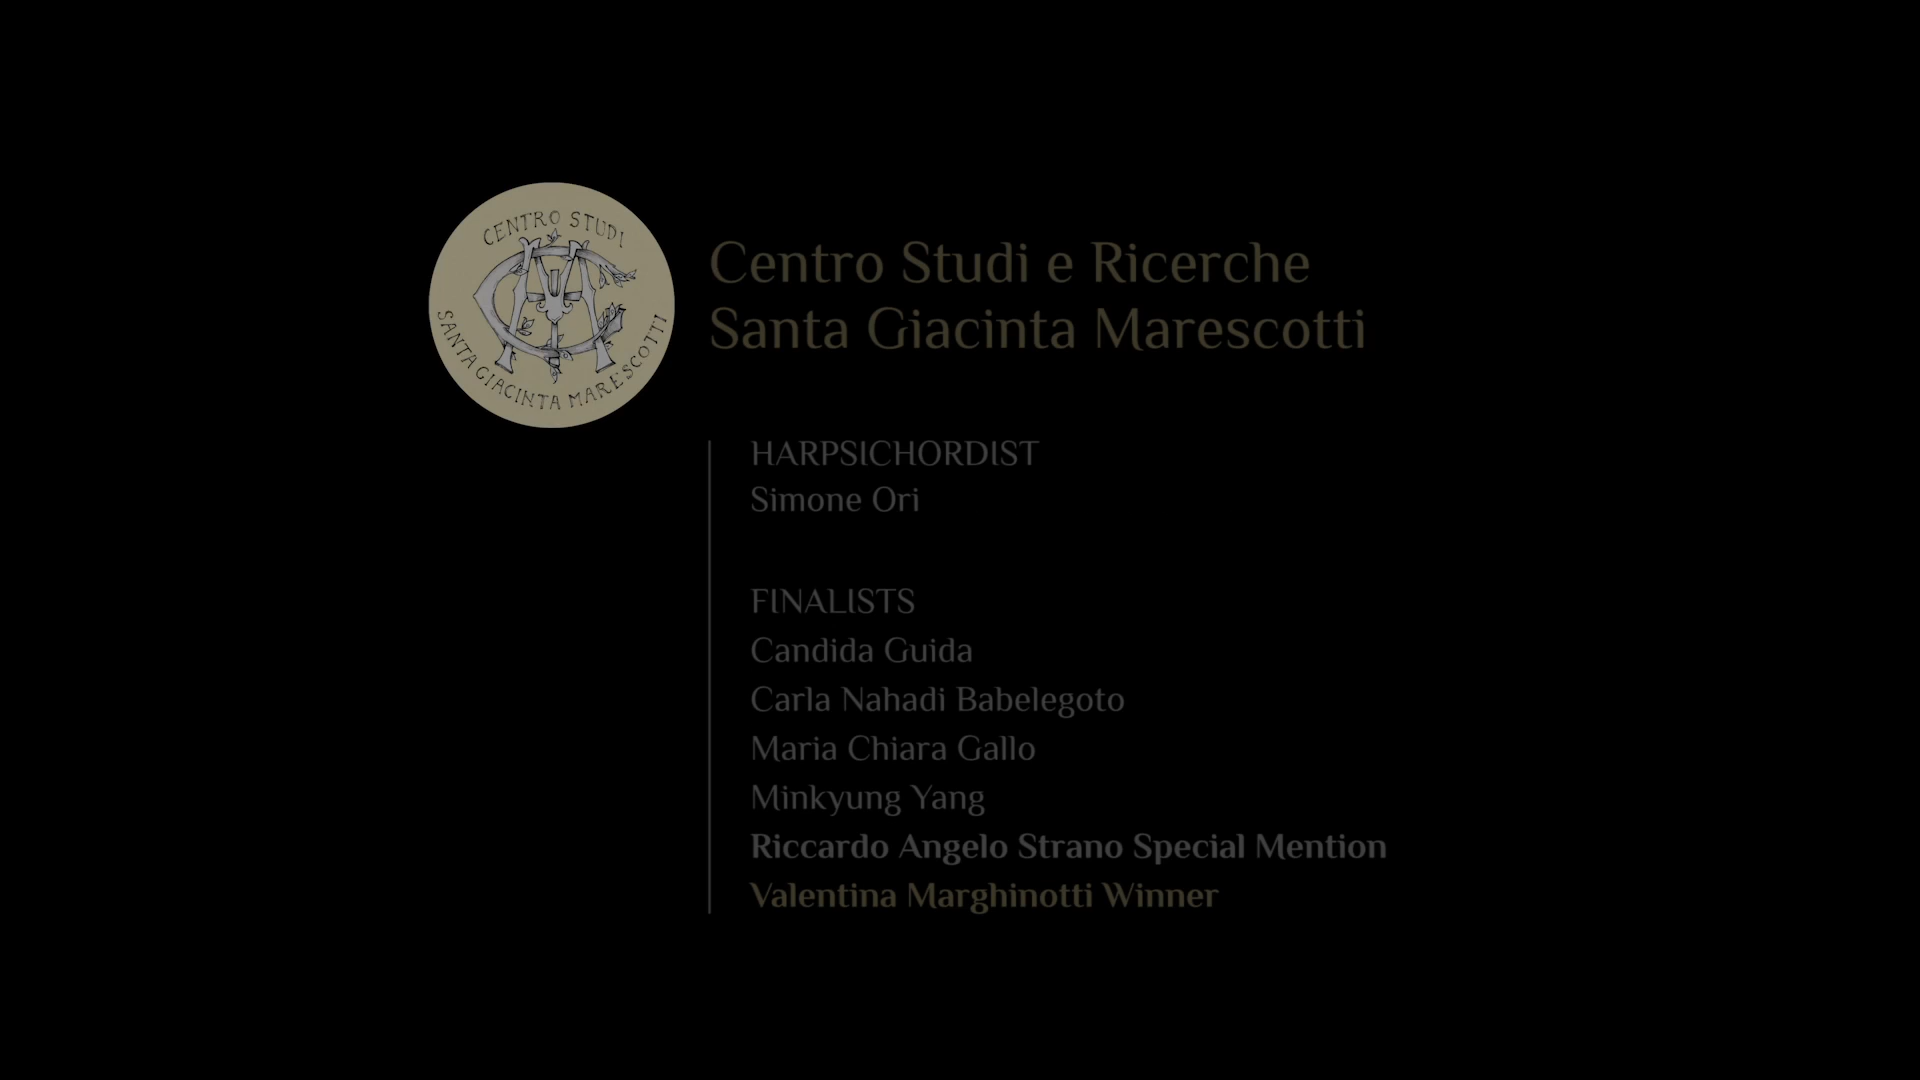 CENTRO STUDI
SANTA GIACINTA MARESCOTTI
Centro Studi e Ricerche
Santa Giacinta Marescotti
HARPSICHORDIST
Simone Ori
FINALISTS
Candida Guida
Carla Nahadi Babelegoto
Maria Chiara Gallo
Minkyung Yang
Riccardo Angelo Strano Special Mention
Valentina Marghinotti Winner